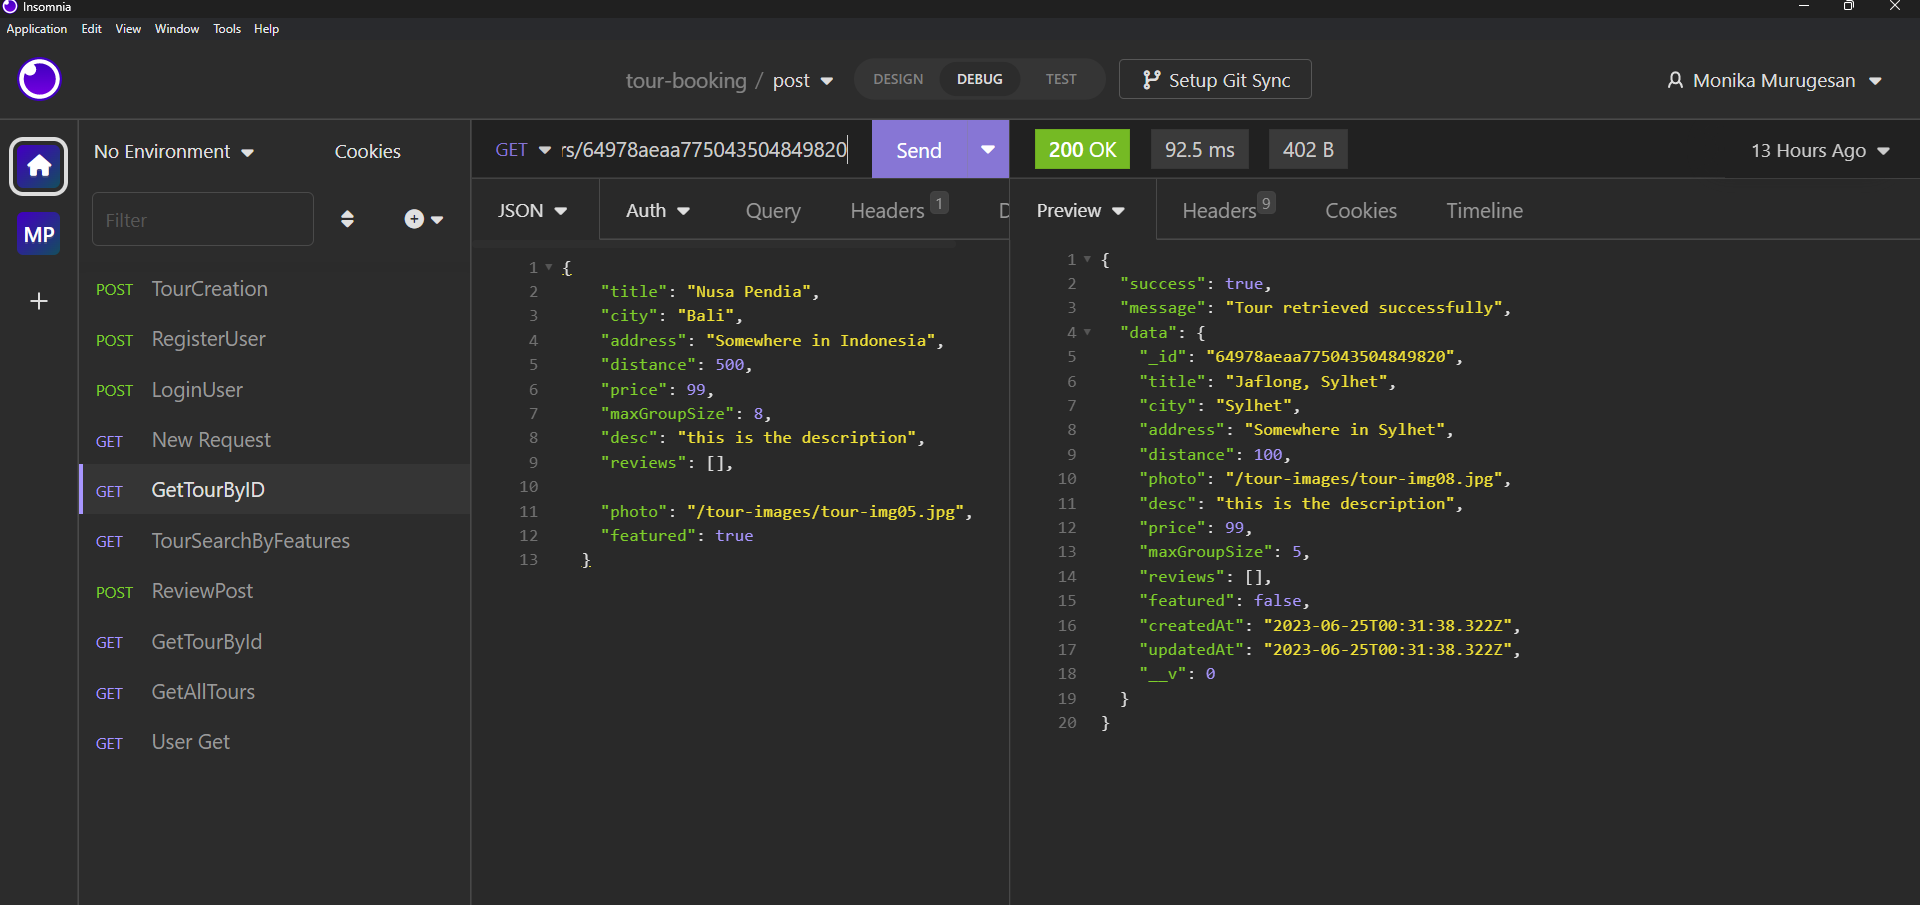 Insomnia
Application Edit View Window Tools Help
tour-booking / post DESIGN DEBUG TEST Setup Git Sync Monika Murugesan
No Environment Cookies
Filter
MP
POST TourCreation
POST RegisterUser
POST LoginUser
GET New Request
GET GetTourByID
GET TourSearchByFeatures
POST ReviewPost
GET GetTourById
GET GetAllTours
GET User Get
GET rs/64978aeaa775043504849820 Send
JSON Auth Query Headers 1 D
1 {
2 "title": "Nusa Pendia",
3 "city": "Bali",
4 "address": "Somewhere in Indonesia",
5 "distance": 500,
6 "price": 99,
7 "maxGroupSize": 8,
8 "desc": "this is the description",
9 "reviews": [],
10
11 "photo": "/tour-images/tour-img05.jpg",
12 "featured": true
13 }
200 OK 92.5 ms 402 B 13 Hours Ago
Preview Headers 9 Cookies Timeline
1 {
2 "success": true,
3 "message": "Tour retrieved successfully",
4 "data": {
5 "_id": "64978aeaa775043504849820",
6 "title": "Jaflong, Sylhet",
7 "city": "Sylhet",
8 "address": "Somewhere in Sylhet",
9 "distance": 100,
10 "photo": "/tour-images/tour-img08.jpg",
11 "desc": "this is the description",
12 "price": 99,
13 "maxGroupSize": 5,
14 "reviews": [],
15 "featured": false,
16 "createdAt": "2023-06-25T00:31:38.322Z",
17 "updatedAt": "2023-06-25T00:31:38.322Z",
18 "__v": 0
19 }
20 }